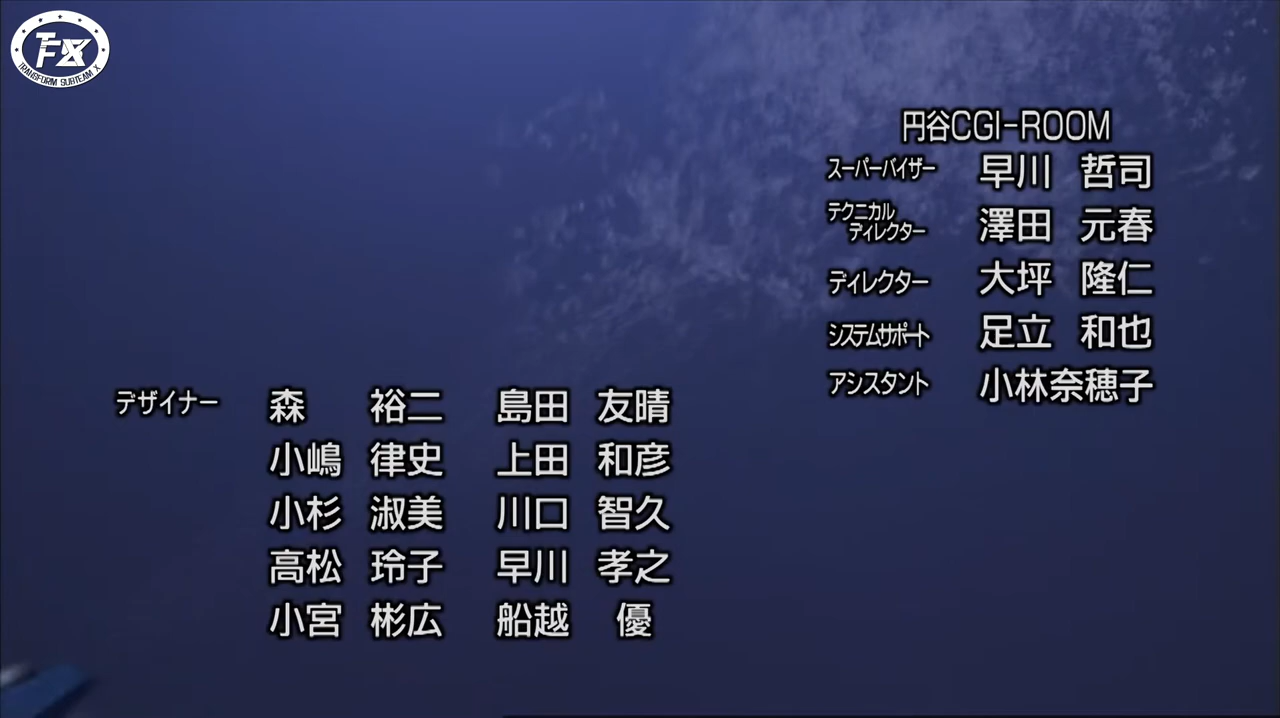 TFX
TRANSFORM SUBTEAM X
円谷CGI-ROOM
スーパーバイザー 早川 哲司
テクニカル
ディレクター 澤田 元春
ディレクター 大坪 隆仁
システムサポート 足立 和也
アシスタント 小林奈穂子
デザイナー 森 裕二 島田 友晴
小嶋 律史 上田 和彦
小杉 淑美 川口 智久
高松 玲子 早川 孝之
小宮 彬広 船越 優